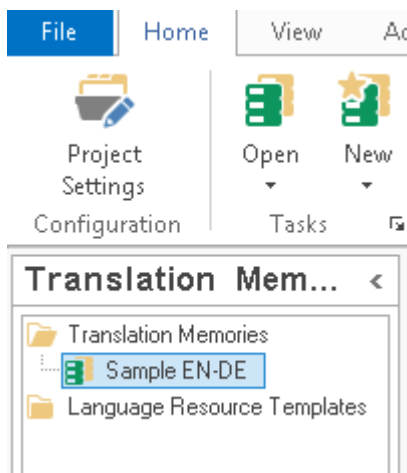 File Home View Ac
Project Settings
Open New
Configuration Tasks
Translation Mem... <
Translation Memories
Sample EN-DE
Language Resource Templates